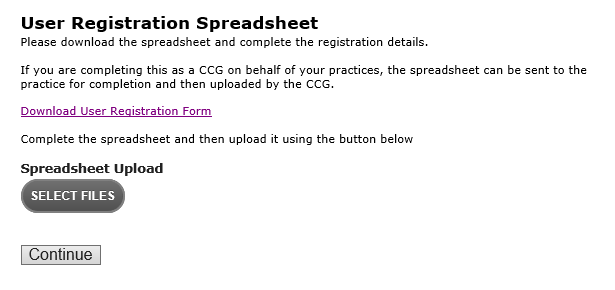 User Registration Spreadsheet
Please download the spreadsheet and complete the registration details.
If you are completing this as a CCG on behalf of your practices, the spreadsheet can be sent to the
practice for completion and then uploaded by the CCG.
Download User Registration Form
Complete the spreadsheet and then upload it using the button below
Spreadsheet Upload
SELECT FILES
Continue